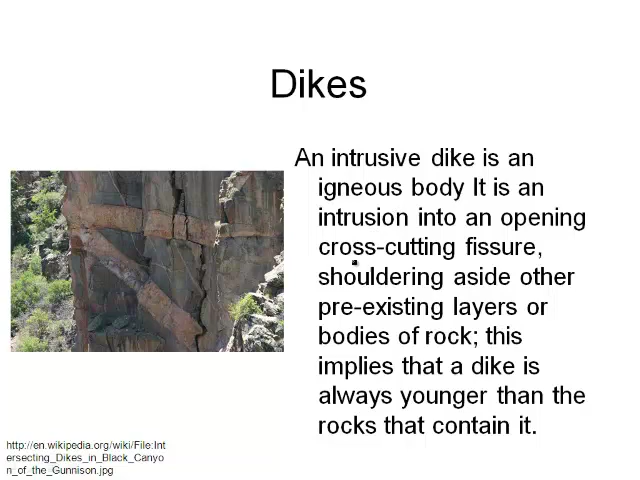 Dikes
An intrusive dike is an
igneous body It is an
intrusion into an opening
cross-cutting fissure,
shouldering aside other
pre-existing layers or
bodies of rock; this
implies that a dike is
always younger than the
rocks that contain it.
http://en.wikipedia.org/wiki/File:Int
ersecting_Dikes_in_Black_Canyo
n_of_the_Gunnison.jpg